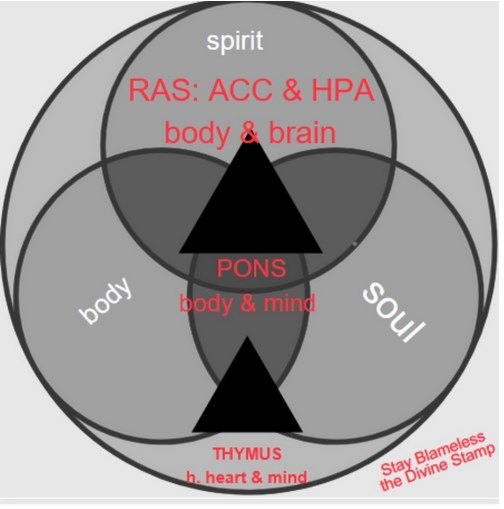 spirit
RAS: ACC & HPA
body & brain
PONS
body & mind
body
soul
THYMUS
h. heart & mind
Stay Blameless
the Divine Stamp